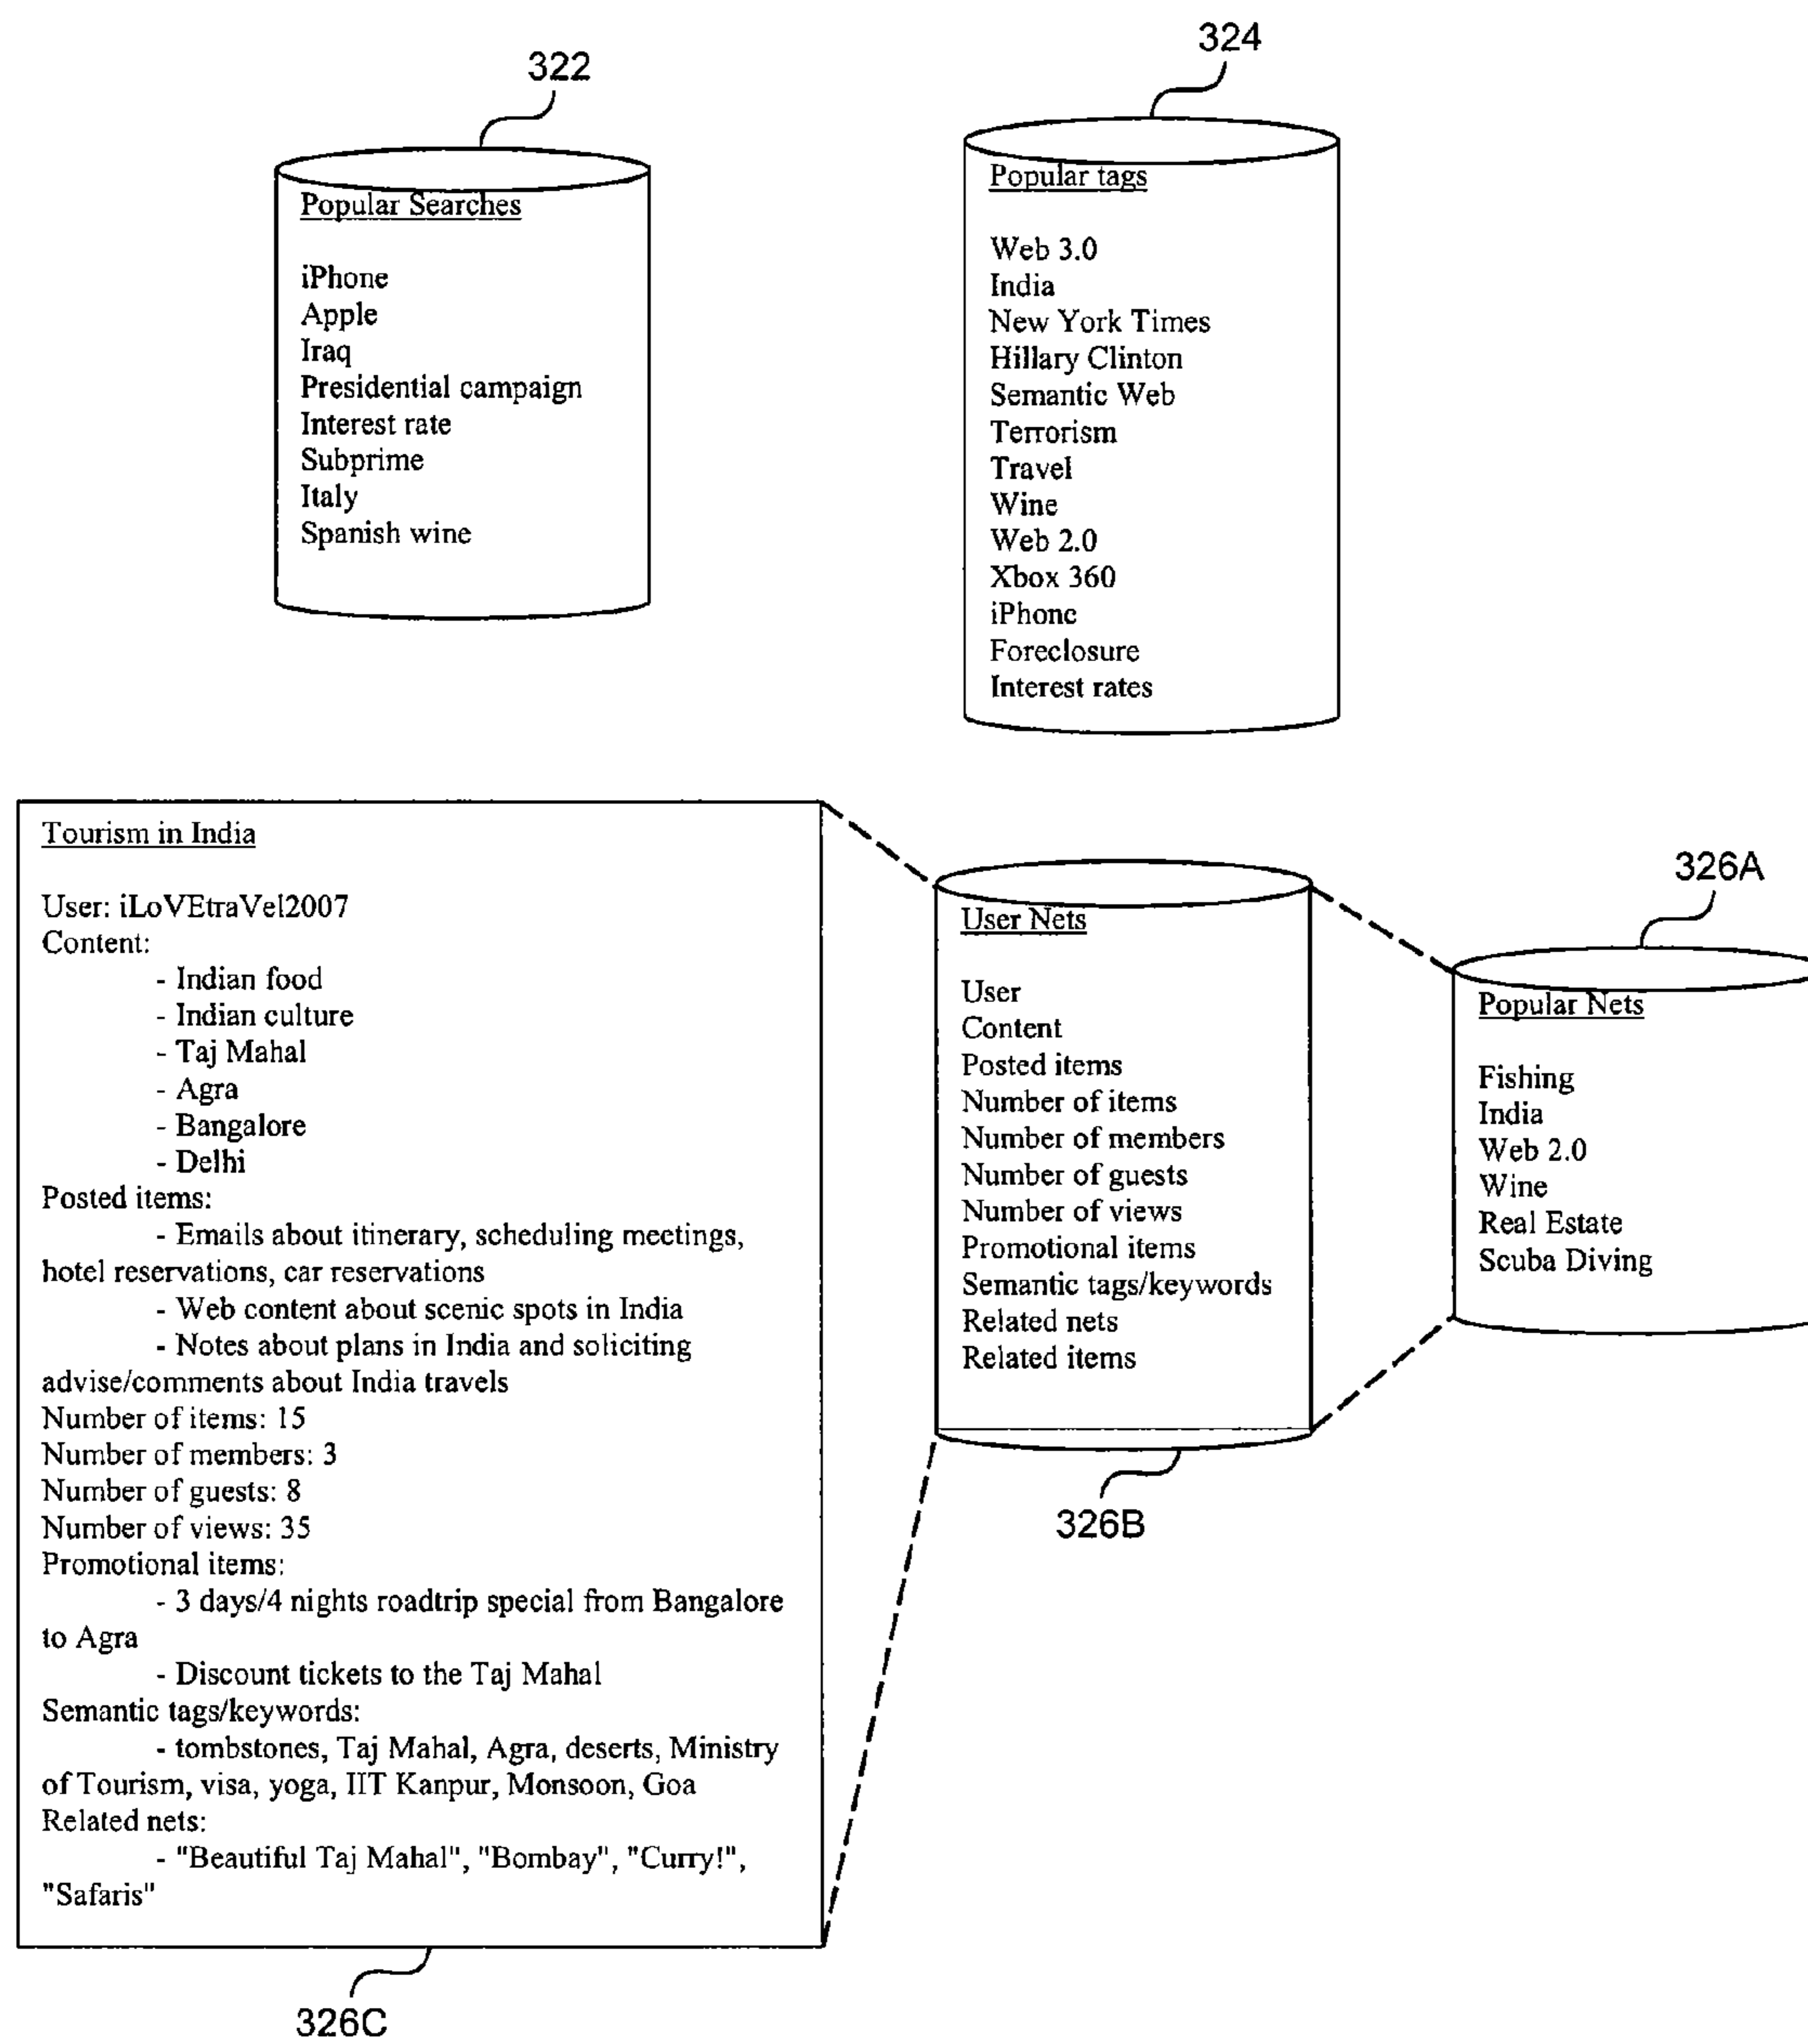 322
Popular Searches
iPhone
Apple
Iraq
Presidential campaign
Interest rate
Subprime
Italy
Spanish wine
324
Popular tags
Web 3.0
India
New York Times
Hillary Clinton
Semantic Web
Terrorism
Travel
Wine
Web 2.0
Xbox 360
iPhone
Foreclosure
Interest rates
Tourism in India
User: iLoVEtraVel2007
Content:
- Indian food
- Indian culture
- Taj Mahal
- Agra
- Bangalore
- Delhi
Posted items:
- Emails about itinerary, scheduling meetings,
hotel reservations, car reservations
- Web content about scenic spots in India
- Notes about plans in India and soliciting
advise/comments about India travels
Number of items: 15
Number of members: 3
Number of guests: 8
Number of views: 35
Promotional items:
- 3 days/4 nights roadtrip special from Bangalore
to Agra
- Discount tickets to the Taj Mahal
Semantic tags/keywords:
- tombstones, Taj Mahal, Agra, deserts, Ministry
of Tourism, visa, yoga, IIT Kanpur, Monsoon, Goa
Related nets:
- "Beautiful Taj Mahal", "Bombay", "Curry!",
"Safaris"
326C
User Nets
User
Content
Posted items
Number of items
Number of members
Number of guests
Number of views
Promotional items
Semantic tags/keywords
Related nets
Related items
326B
326A
Popular Nets
Fishing
India
Web 2.0
Wine
Real Estate
Scuba Diving